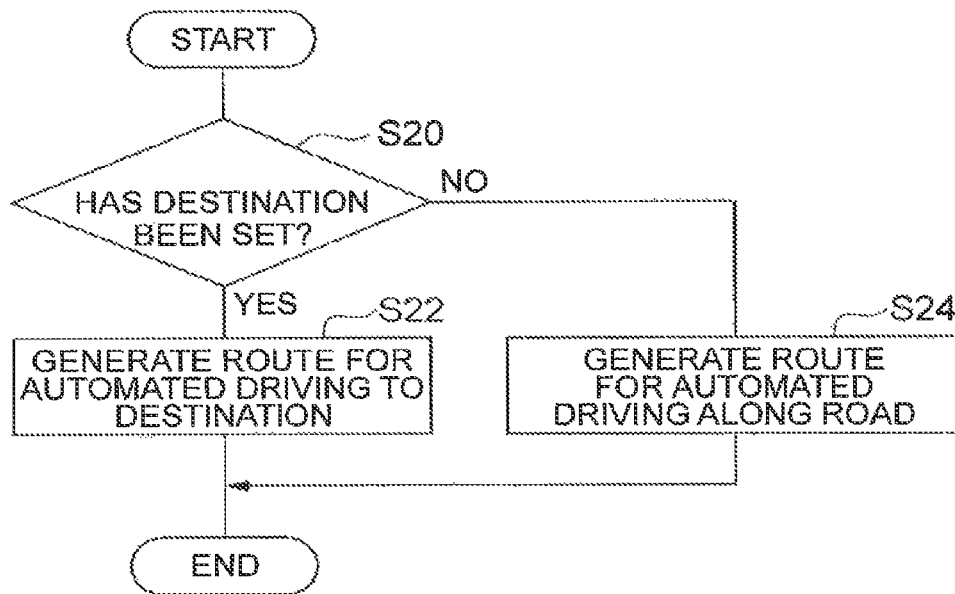 START
S20
HAS DESTINATION
BEEN SET?
NO
YES
S22
GENERATE ROUTE FOR
AUTOMATED DRIVING TO
DESTINATION
S24
GENERATE ROUTE
FOR AUTOMATED
DRIVING ALONG ROAD
END